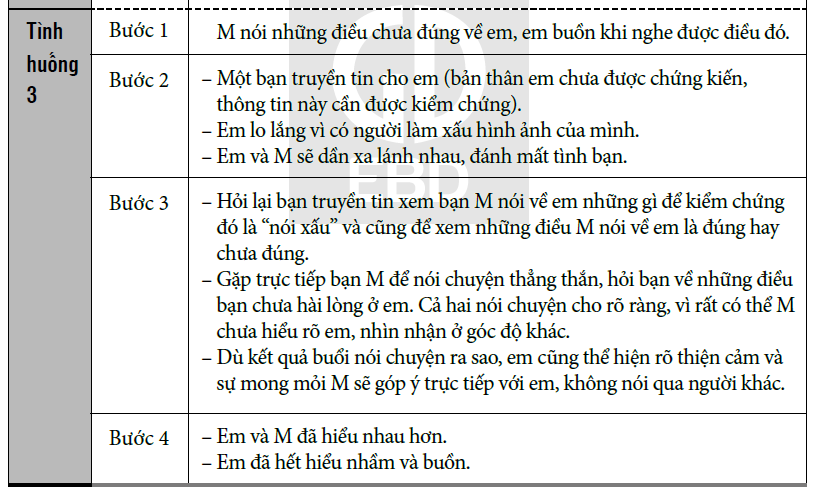 Tình huống 3
Bước 1
M nói những điều chưa đúng về em, em buồn khi nghe được điều đó.
Bước 2
– Một bạn truyền tin cho em (bản thân em chưa được chứng kiến,
thông tin này cần được kiểm chứng).
– Em lo lắng vì có người làm xấu hình ảnh của mình.
– Em và M sẽ dần xa lánh nhau, đánh mất tình bạn.
Bước 3
– Hỏi lại bạn truyền tin xem bạn M nói về em những gì để kiểm chứng
đó là “nói xấu” và cũng để xem những điều M nói về em là đúng hay
chưa đúng.
– Gặp trực tiếp bạn M để nói chuyện thẳng thắn, hỏi bạn về những điều
bạn chưa hài lòng ở em. Cả hai nói chuyện cho rõ ràng, vì rất có thể M
chưa hiểu rõ em, nhìn nhận ở góc độ khác.
– Dù kết quả buổi nói chuyện ra sao, em cũng thể hiện rõ thiện cảm và
sự mong mỏi M sẽ góp ý trực tiếp với em, không nói qua người khác.
Bước 4
– Em và M đã hiểu nhau hơn.
– Em đã hết hiểu nhầm và buồn.